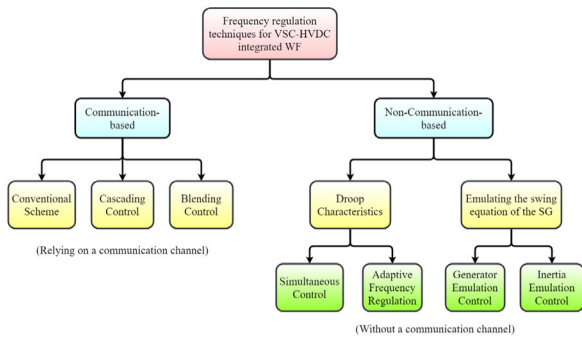 Frequency regulation
techniques for VSC-HVDC
integrated WF
Communication-
based
Non-Communication-
based
Conventional
Scheme
Cascading
Control
Blending
Control
Droop
Characteristics
Emulating the swing
equation of the SG
(Relying on a communication channel)
Simultaneous
Control
Adaptive
Frequency
Regulation
Generator
Emulation
Control
Inertia
Emulation
Control
(Without a communication channel)